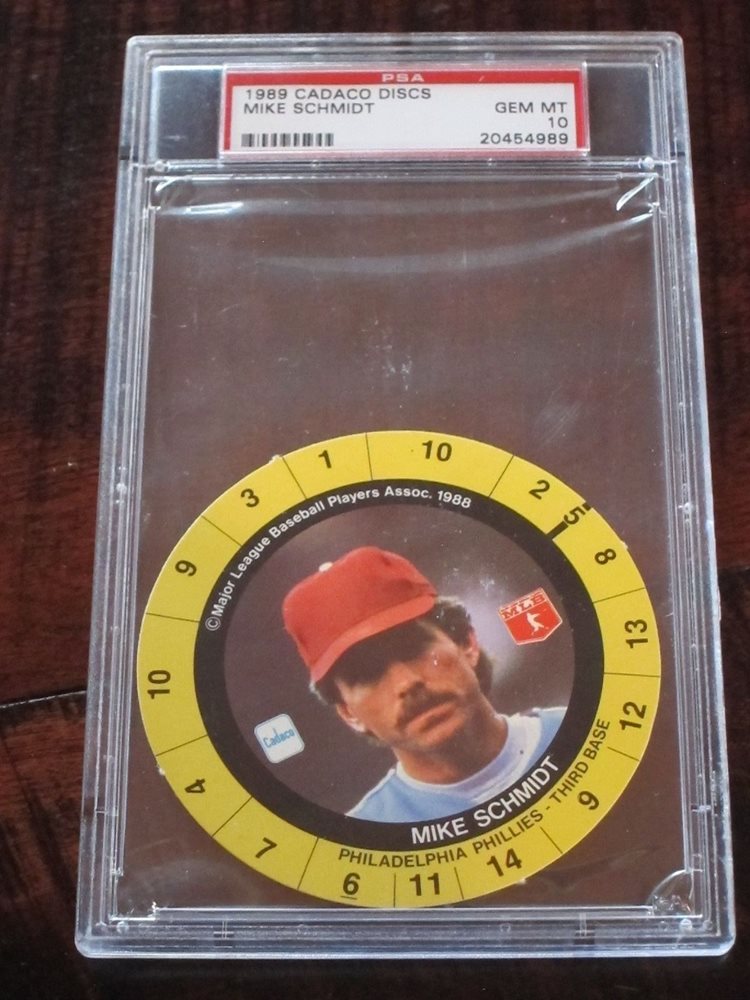 PSA
1989 CADACO DISCS
MIKE SCHMIDT
GEM MT
10
20454989
10
2
5
8
13
12
9
14
11
6
7
4
10
9
3
1
©Major League Baseball Players Assoc. 1988
MLB
Cadaco
MIKE SCHMIDT
PHILADELPHIA PHILLIES - THIRD BASE